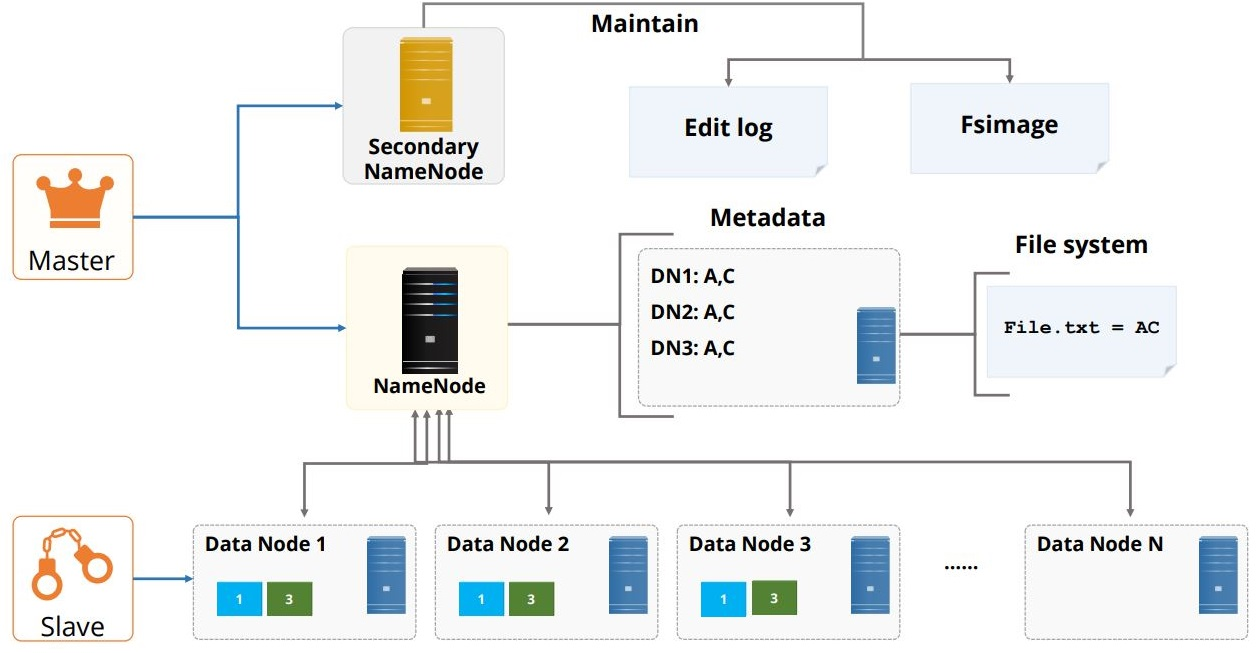 Maintain
Secondary
NameNode
Edit log
Fsimage
Master
Metadata
File system
DN1: A,C
DN2: A,C
DN3: A,C
File.txt = AC
NameNode
Slave
Data Node 1
1 3
Data Node 2
1 3
Data Node 3
1 3
......
Data Node N